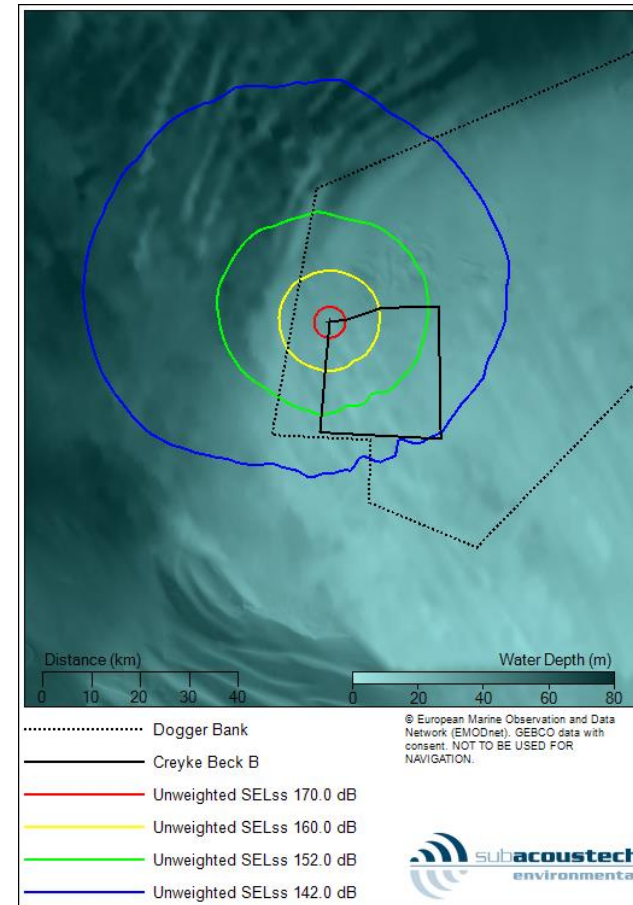 Distance (km)
0 10 20 30 40
Water Depth (m)
0 20 40 60 80
Dogger Bank
Creyke Beck B
Unweighted SELss 170.0 dB
Unweighted SELss 160.0 dB
Unweighted SELss 152.0 dB
Unweighted SELss 142.0 dB
© European Marine Observation and Data
Network (EMODnet). GEBCO data with
consent. NOT TO BE USED FOR
NAVIGATION.
subacoustech
environmental